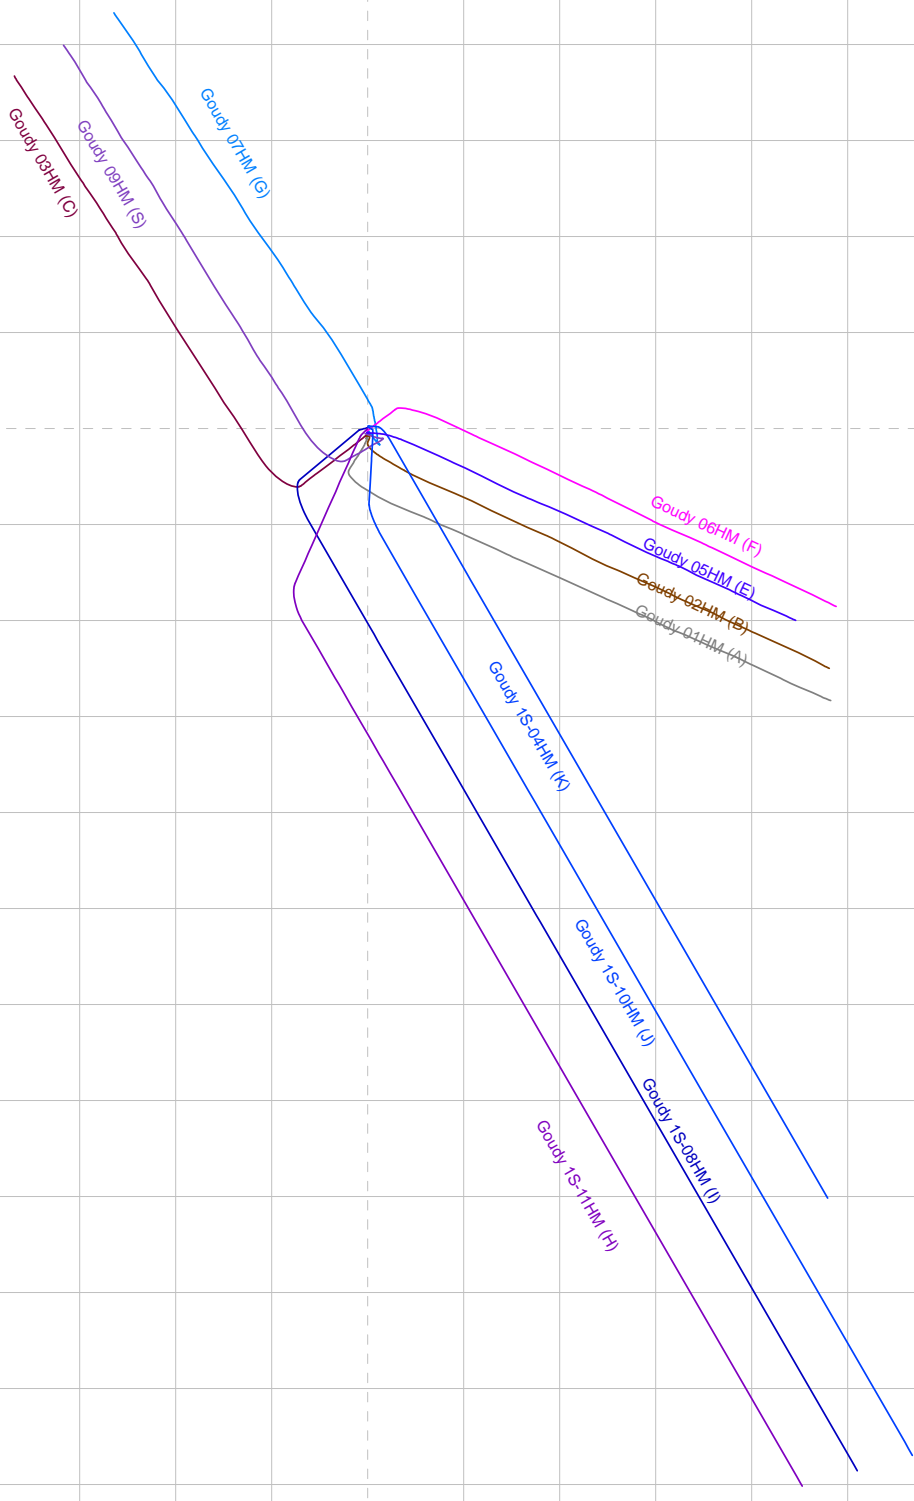 Goudy 07HM (G)
Goudy 03HM (C)
Goudy 09HM (S)
Goudy 06HM (F)
Goudy 05HM (E)
Goudy 02HM (B)
Goudy 01HM (A)
Goudy 1S-04HM (K)
Goudy 1S-10HM (J)
Goudy 1S-08HM (I)
Goudy 1S-11HM (H)